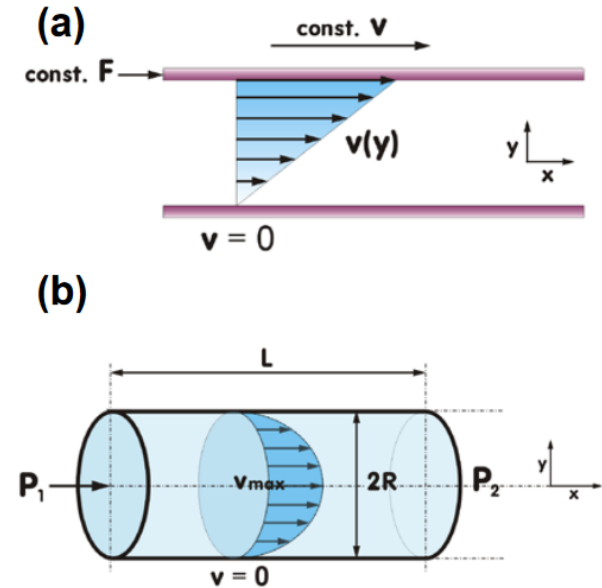 (a)
const. v
const. F
v(y)
y
x
v = 0
(b)
L
P1
vmax
2R
P2
y
x
v = 0